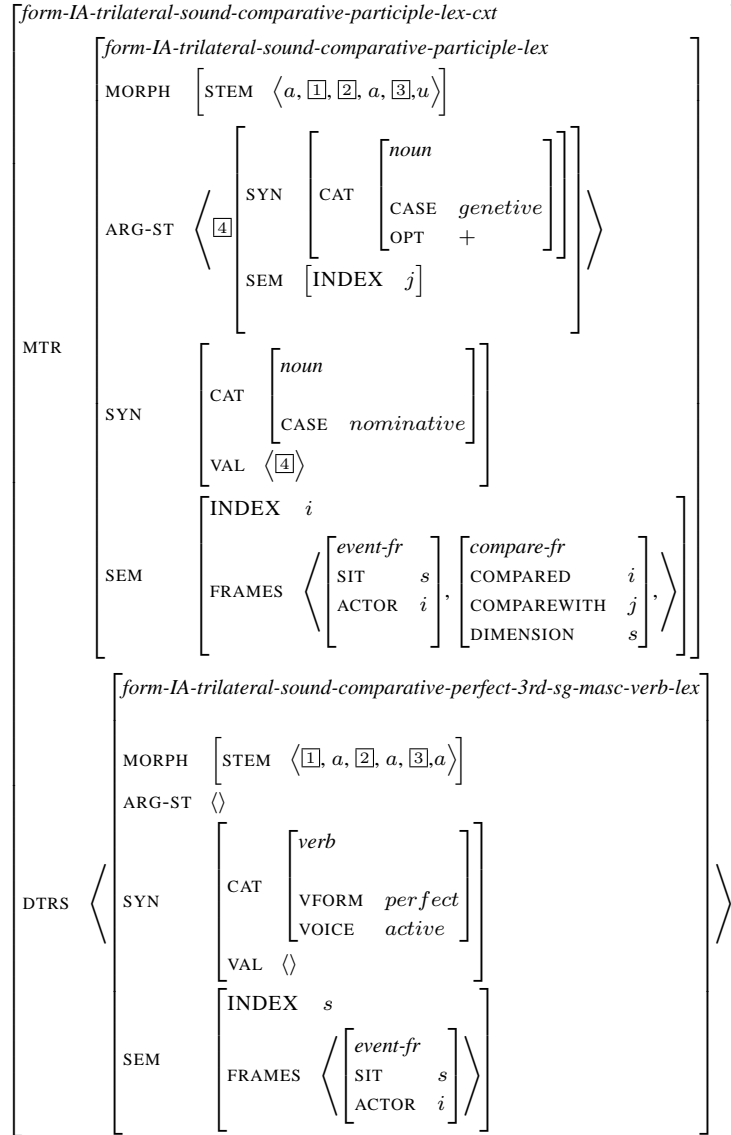 form-IA-trilateral-sound-comparative-participle-lex-cxt
form-IA-trilateral-sound-comparative-participle-lex
MORPH [STEM ⟨a, 1, 2, a, 3,u⟩]
noun
SYN CAT
CASE genetive
ARG-ST ⟨ 4 OPT + ⟩
SEM [INDEX j]
MTR
noun
CAT
SYN CASE nominative
VAL ⟨4⟩
INDEX i
event-fr compare-fr
SIT s COMPARED i
SEM FRAMES ⟨ ACTOR i , COMPAREWITH j , ⟩
DIMENSION s
form-IA-trilateral-sound-comparative-perfect-3rd-sg-masc-verb-lex
MORPH [STEM ⟨1, a, 2, a, 3,a⟩]
ARG-ST ⟨⟩
verb
CAT
DTRS ⟨ SYN VFORM perfect ⟩
VOICE active
VAL ⟨⟩
INDEX s
event-fr
SEM FRAMES ⟨ SIT s ⟩
ACTOR i